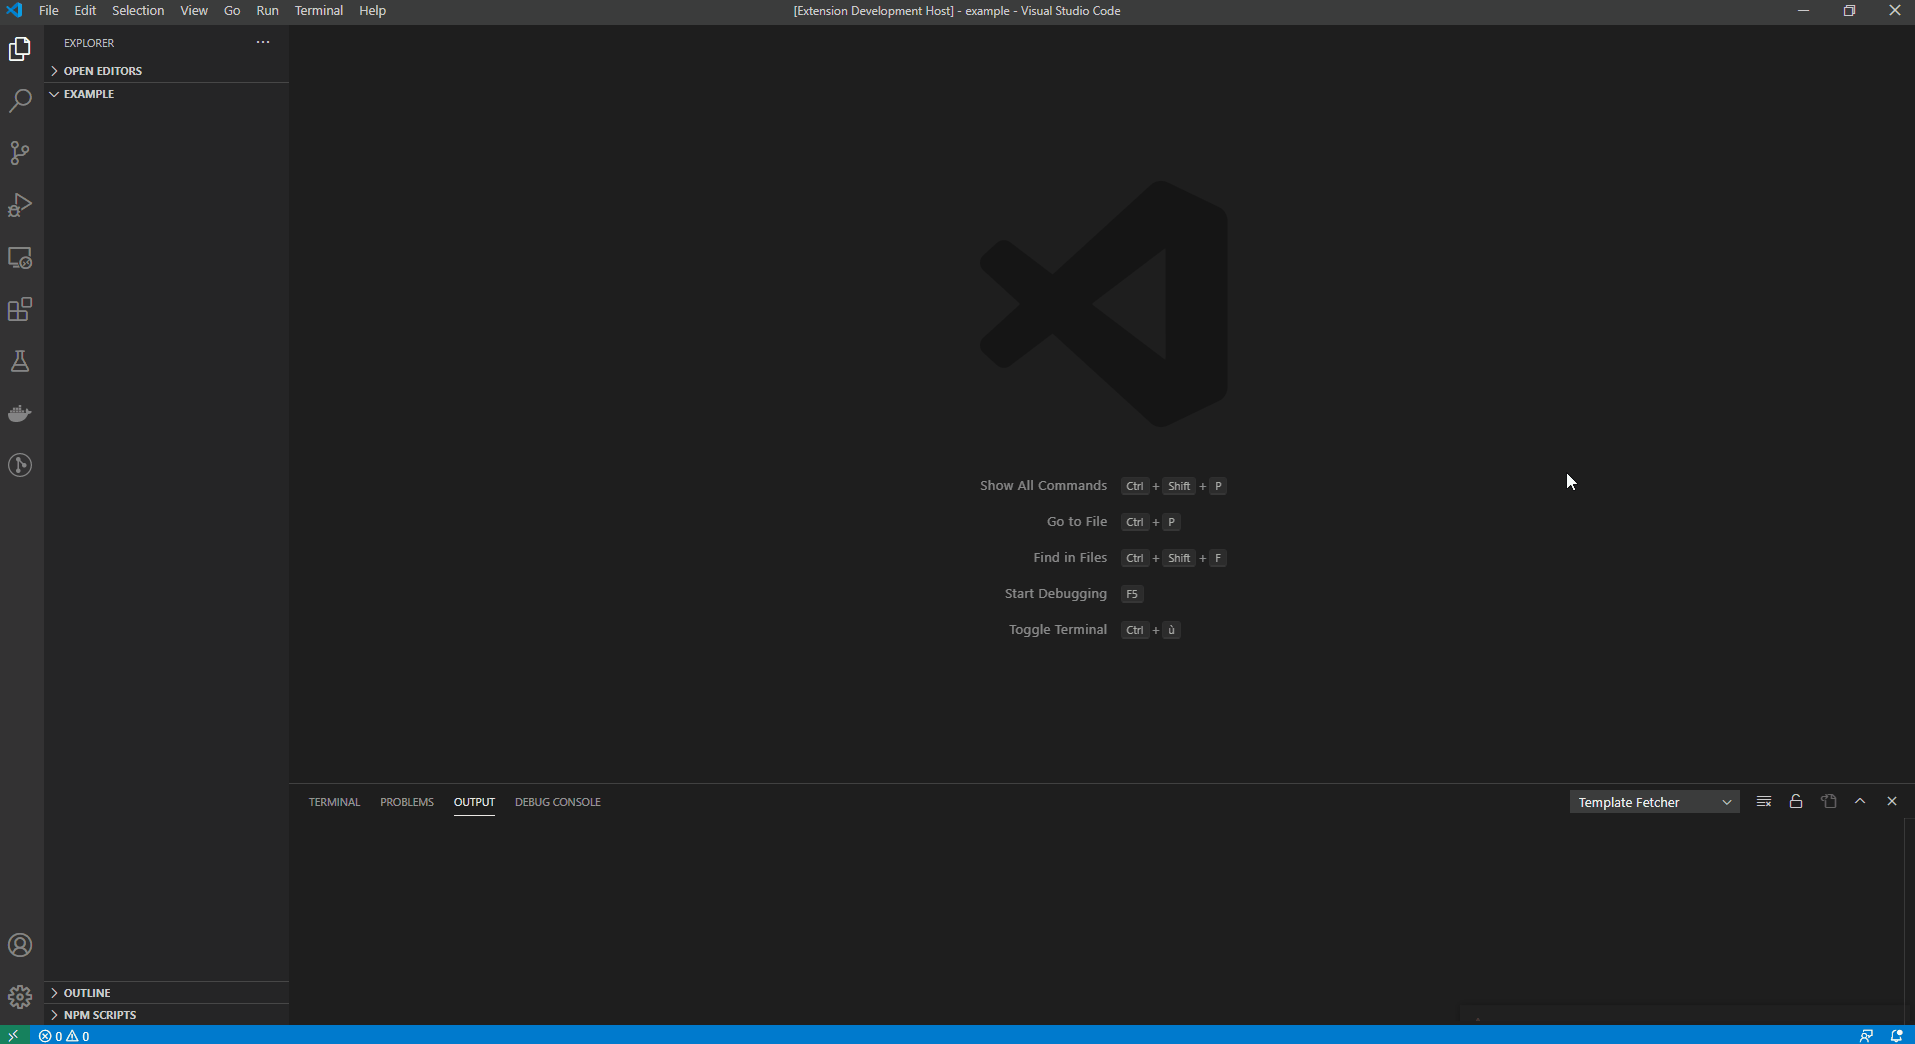 File Edit Selection View Go Run Terminal Help
[Extension Development Host] - example - Visual Studio Code
EXPLORER
OPEN EDITORS
EXAMPLE
Show All Commands Ctrl + Shift + P
Go to File Ctrl + P
Find in Files Ctrl + Shift + F
Start Debugging F5
Toggle Terminal Ctrl + ù
TERMINAL PROBLEMS OUTPUT DEBUG CONSOLE
Template Fetcher
OUTLINE
NPM SCRIPTS
0 0